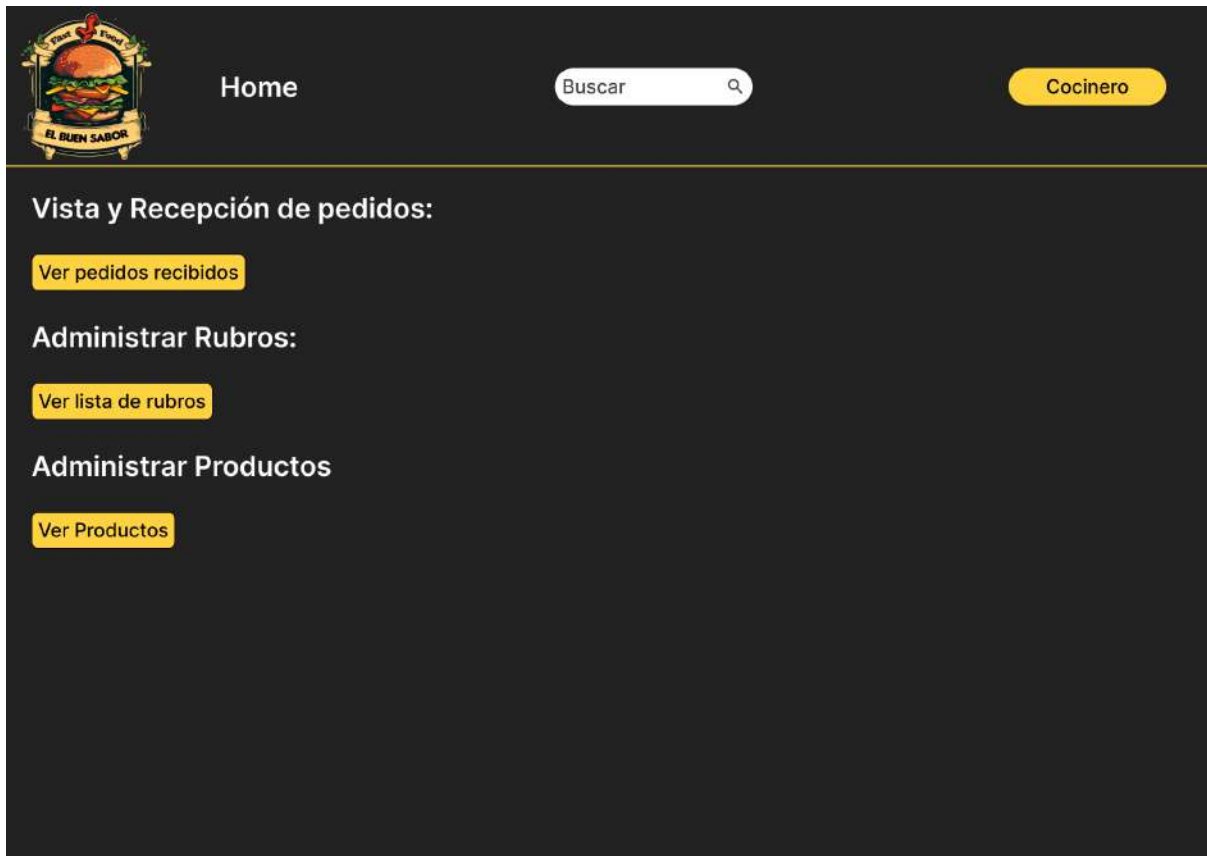 Fast Food
EL BUEN SABOR
Home
Buscar
Cocinero
Vista y Recepción de pedidos:
Ver pedidos recibidos
Administrar Rubros:
Ver lista de rubros
Administrar Productos
Ver Productos